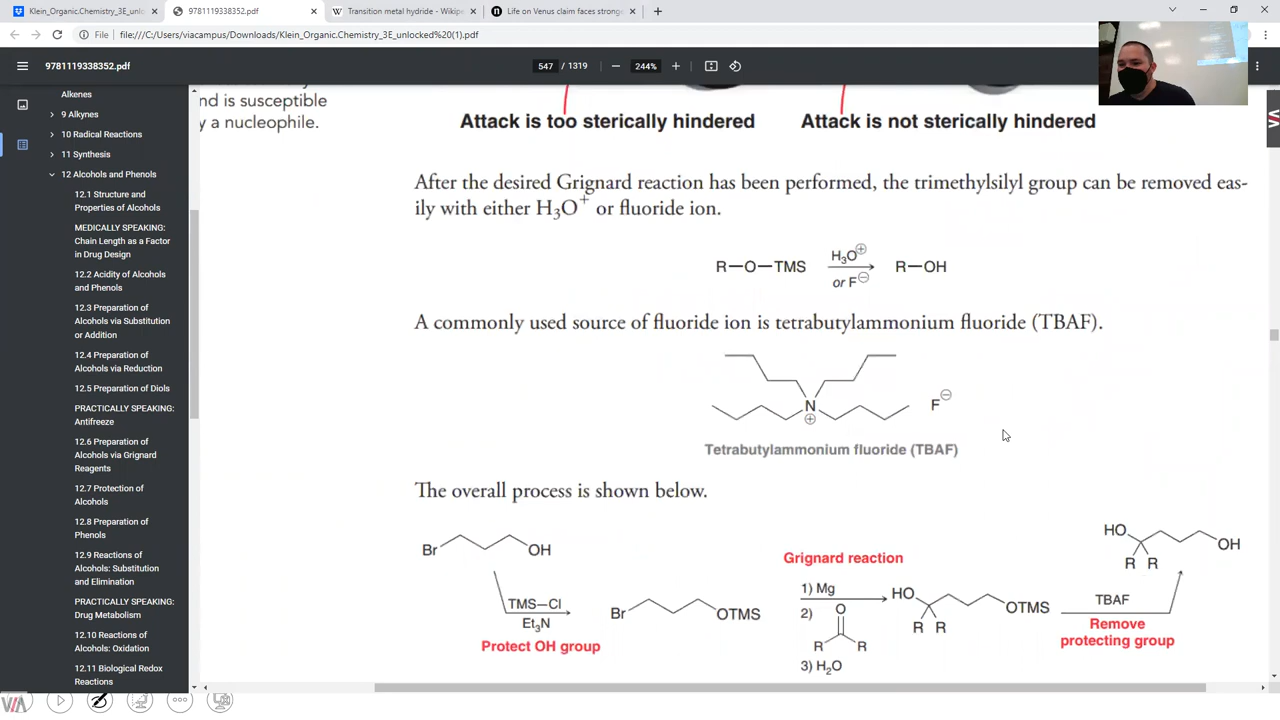 Klein_Organic.Chemistry_3E_unlocked
9781119338352.pdf
Transition metal hydride - Wikipe
Life on Venus claim faces stronge
File
file:///C:/Users/viacampus/Downloads/Klein_Organic.Chemistry_3E_unlocked%20(1).pdf
9781119338352.pdf
547 / 1319
244%
Alkenes
9 Alkynes
10 Radical Reactions
11 Synthesis
12 Alcohols and Phenols
12.1 Structure and
Properties of Alcohols
MEDICALLY SPEAKING:
Chain Length as a Factor
in Drug Design
12.2 Acidity of Alcohols
and Phenols
12.3 Preparation of
Alcohols via Substitution
or Addition
12.4 Preparation of
Alcohols via Reduction
12.5 Preparation of Diols
PRACTICALLY SPEAKING:
Antifreeze
12.6 Preparation of
Alcohols via Grignard
Reagents
12.7 Protection of
Alcohols
12.8 Preparation of
Phenols
12.9 Reactions of
Alcohols: Substitution
and Elimination
PRACTICALLY SPEAKING:
Drug Metabolism
12.10 Reactions of
Alcohols: Oxidation
12.11 Biological Redox
Reactions
nd is susceptible
y a nucleophile.
Attack is too sterically hindered
Attack is not sterically hindered
After the desired Grignard reaction has been performed, the trimethylsilyl group can be removed eas-
ily with either H3O+ or fluoride ion.
R—O—TMS
H3O⊕
or F⊖
R—OH
A commonly used source of fluoride ion is tetrabutylammonium fluoride (TBAF).
N
⊕
F⊖
Tetrabutylammonium fluoride (TBAF)
The overall process is shown below.
Br
OH
TMS—Cl
Et3N
Protect OH group
Br
OTMS
Grignard reaction
1) Mg
2)
O
R
R
3) H2O
HO
R R
OTMS
TBAF
Remove
protecting group
HO
R R
OH
VIA